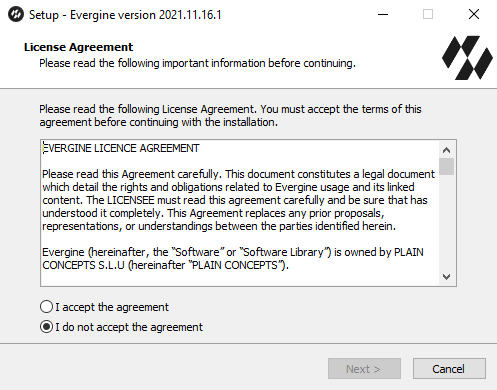 Setup - Evergine version 2021.11.16.1
License Agreement
Please read the following important information before continuing.
Please read the following License Agreement. You must accept the terms of this
agreement before continuing with the installation.
EVERGINE LICENCE AGREEMENT
Please read this Agreement carefully. This document constitutes a legal document
which detail the rights and obligations related to Evergine usage and its linked
content. The LICENSEE must read this agreement carefully and be sure that has
understood it completely. This Agreement replaces any prior proposals,
representations, or understandings between the parties identified herein.
Evergine (hereinafter, the “Software” or “Software Library”) is owned by PLAIN
CONCEPTS S.L.U (hereinafter “PLAIN CONCEPTS”).
I accept the agreement
I do not accept the agreement
Next >
Cancel